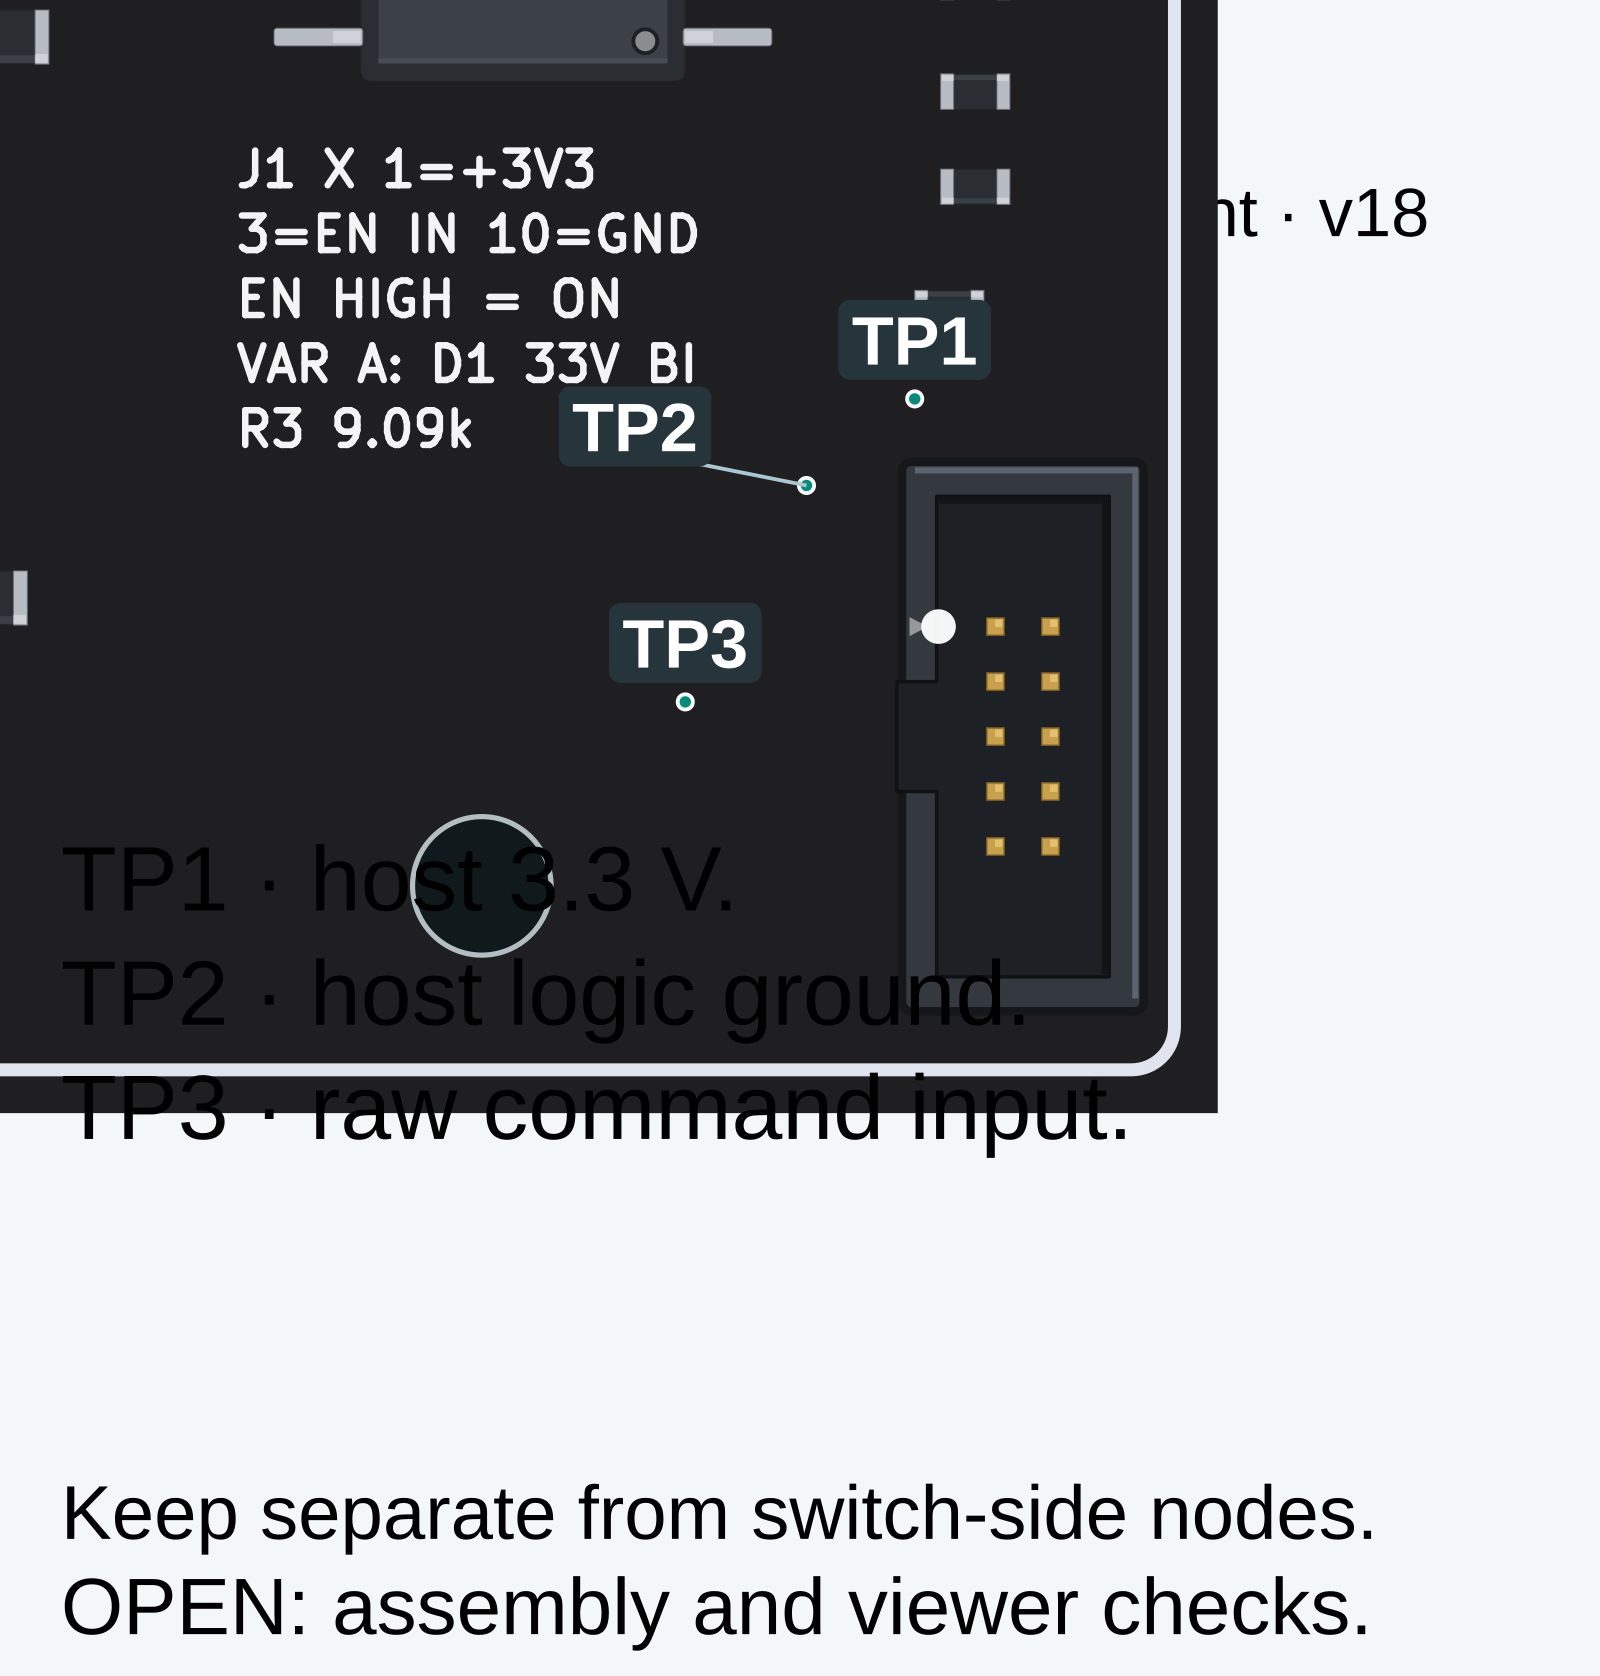 J1 X 1=+3V3
3=EN IN 10=GND
nt · v18
EN HIGH = ON
TP1
VAR A: D1 33V BI
R3 9.09k
TP2
TP3
TP1 · host 3.3 V.
TP2 · host logic ground.
TP3 · raw command input.
Keep separate from switch-side nodes.
OPEN: assembly and viewer checks.